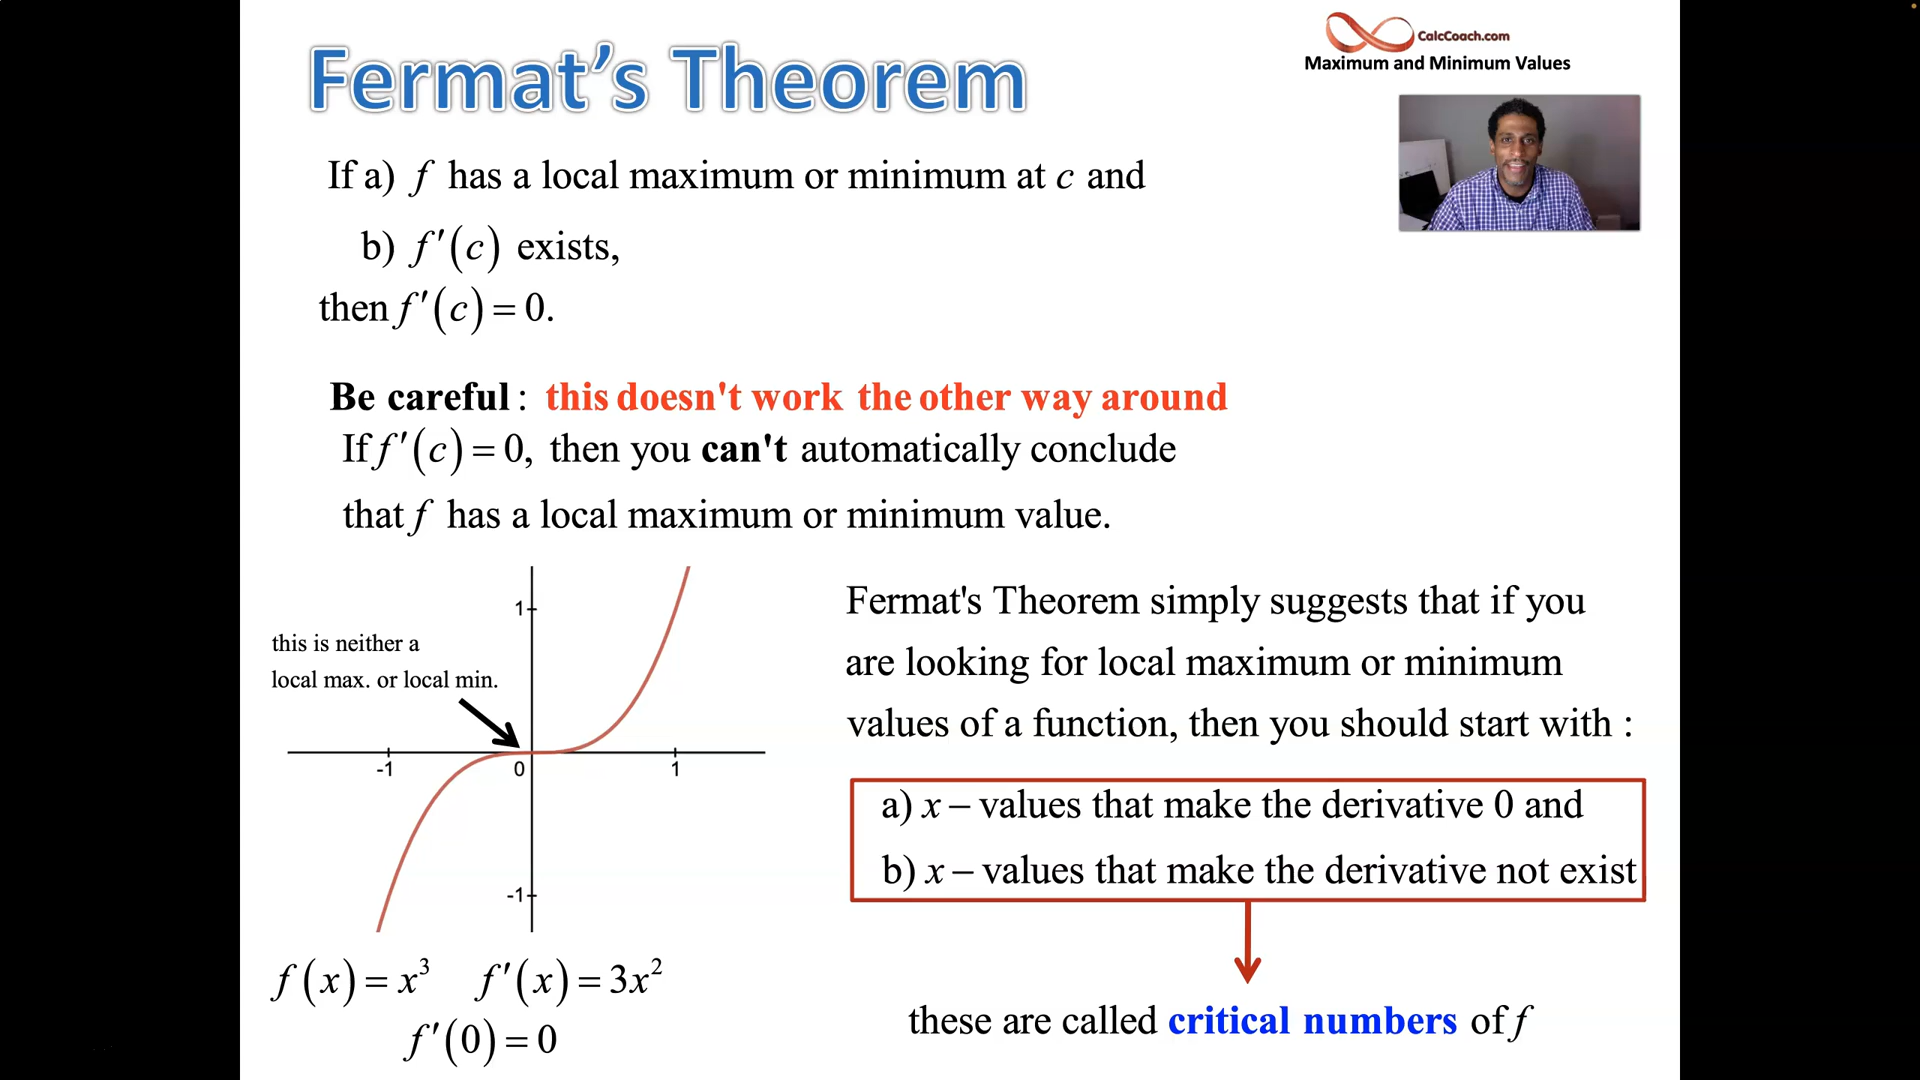 CalcCoach.com
Maximum and Minimum Values
Fermat's Theorem
If a) f has a local maximum or minimum at c and
b) f′(c) exists,
then f′(c) = 0.
Be careful: this doesn't work the other way around
If f′(c) = 0, then you can't automatically conclude
that f has a local maximum or minimum value.
this is neither a
local max. or local min.
1
-1
0
1
-1
f(x) = x³ f′(x) = 3x²
f′(0) = 0
Fermat's Theorem simply suggests that if you
are looking for local maximum or minimum
values of a function, then you should start with :
a) x – values that make the derivative 0 and
b) x – values that make the derivative not exist
these are called critical numbers of f